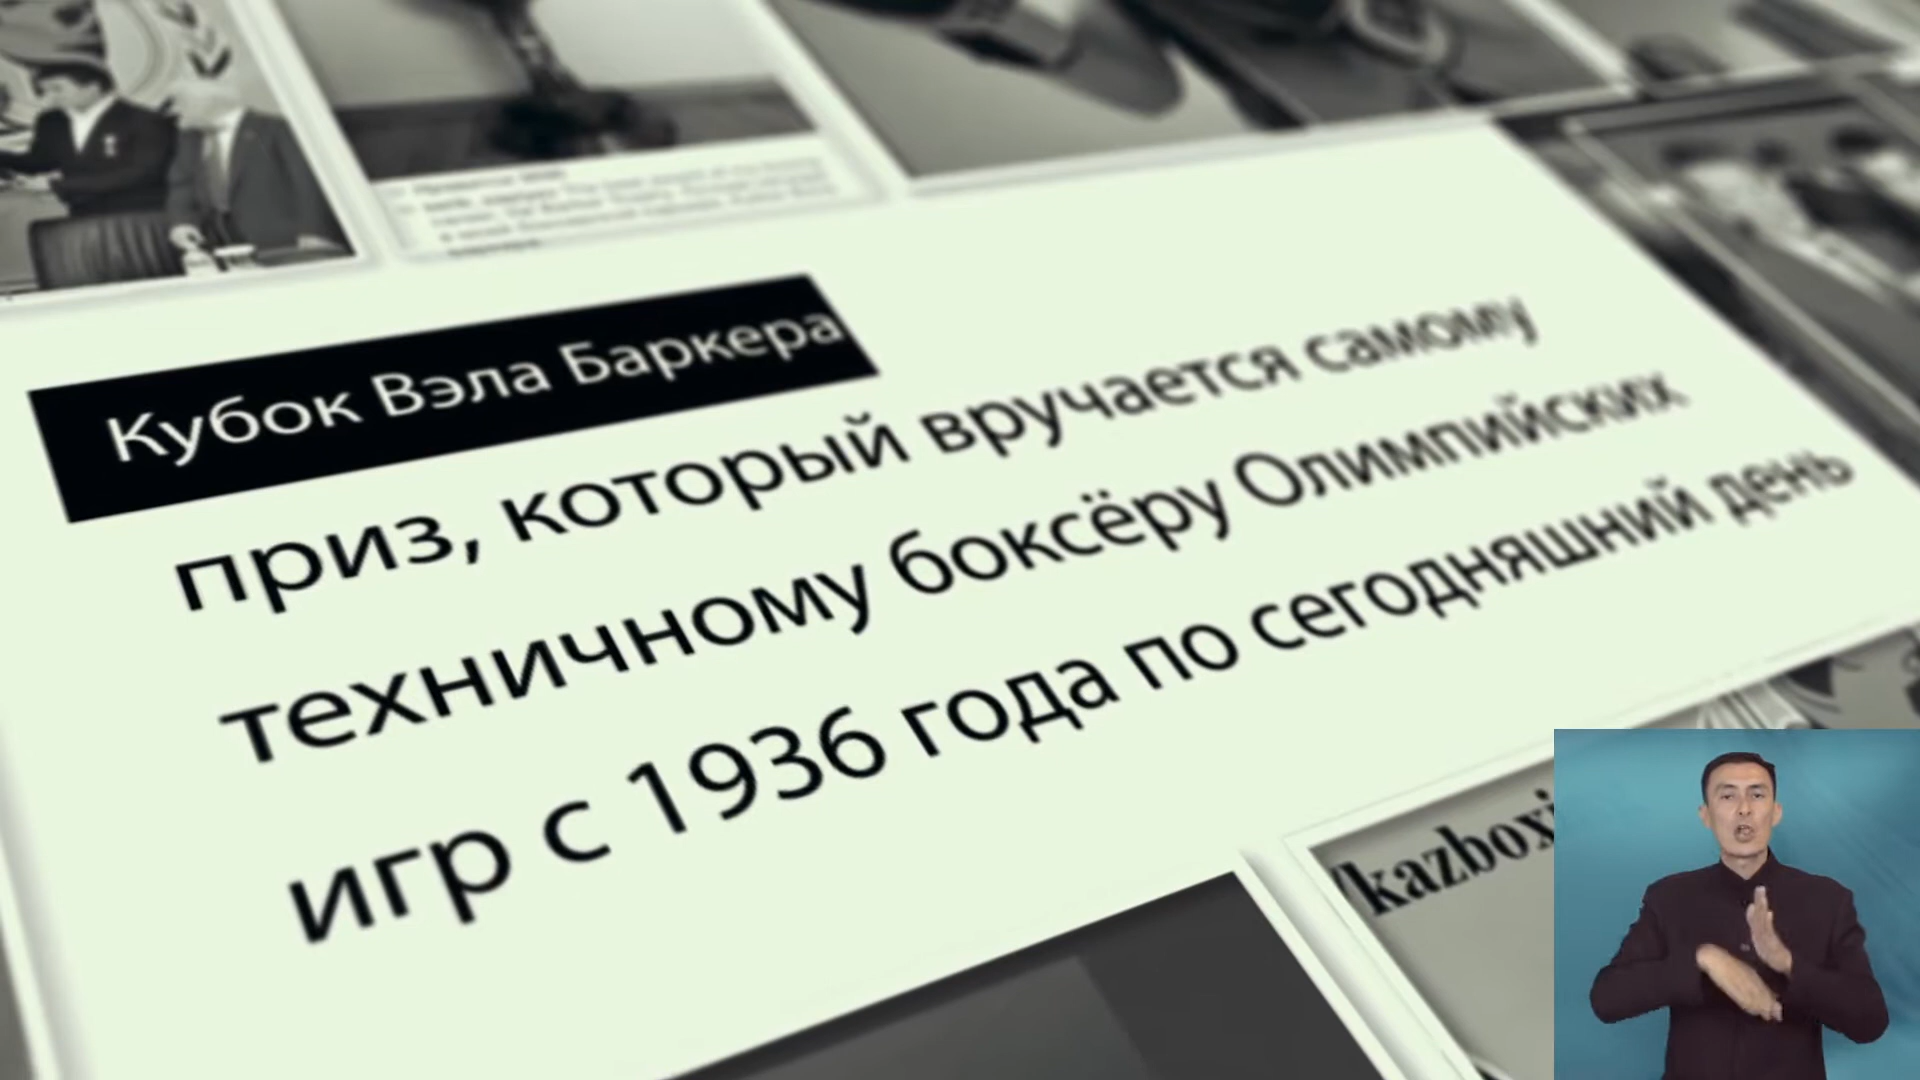 Кубок Вэла Баркера
приз, который вручается самому
техничному боксёру Олимпийских
игр с 1936 года по сегодняшний день